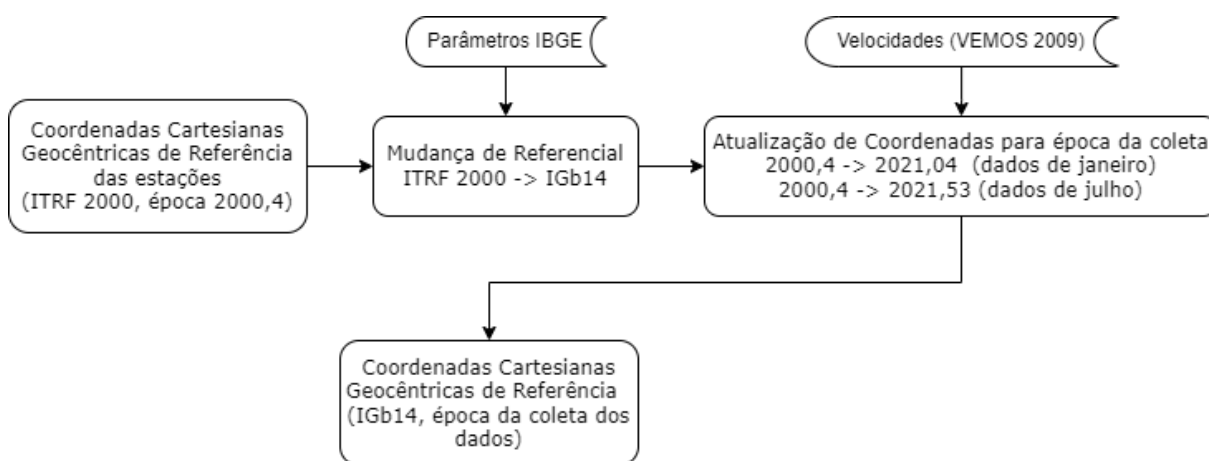 Parâmetros IBGE
Velocidades (VEMOS 2009)
Coordenadas Cartesianas
Geocêntricas de Referência
das estações
(ITRF 2000, época 2000,4)
Mudança de Referencial
ITRF 2000 -> IGb14
Atualização de Coordenadas para época da coleta
2000,4 -> 2021,04 (dados de janeiro)
2000,4 -> 2021,53 (dados de julho)
Coordenadas Cartesianas
Geocêntricas de Referência
(IGb14, época da coleta dos
dados)